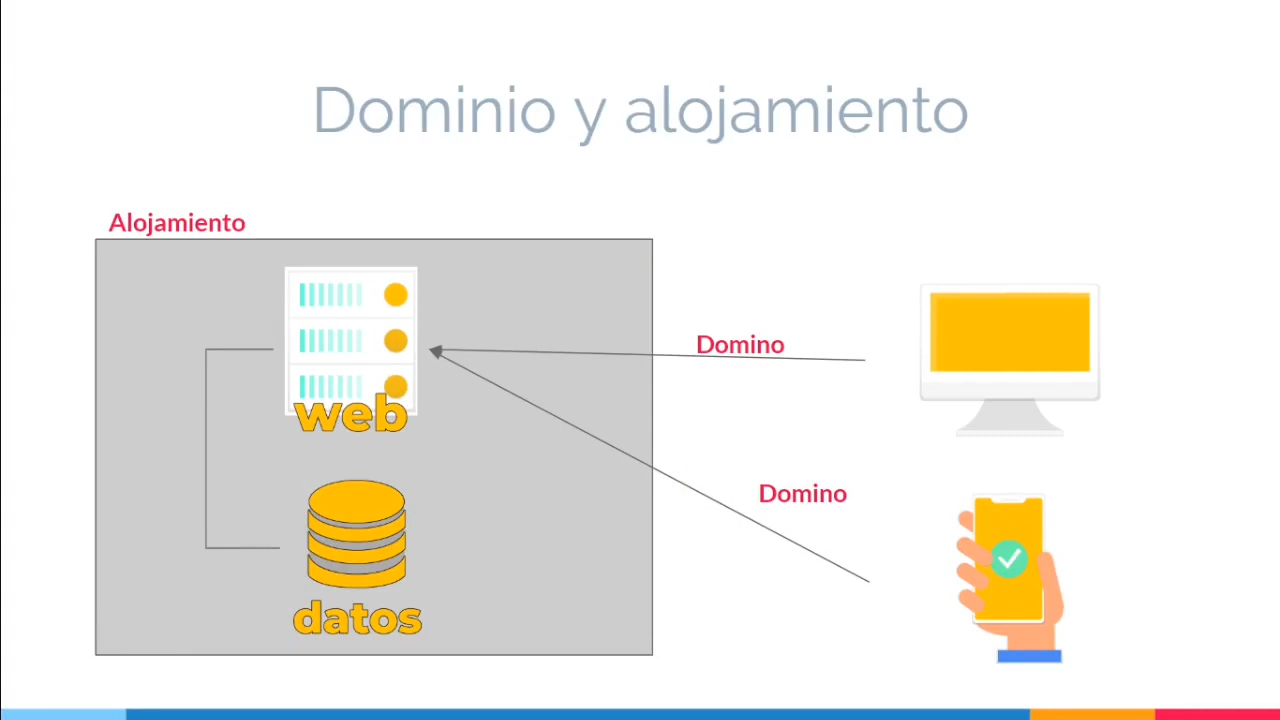 Dominio y alojamiento
Alojamiento
web
datos
Domino
Domino